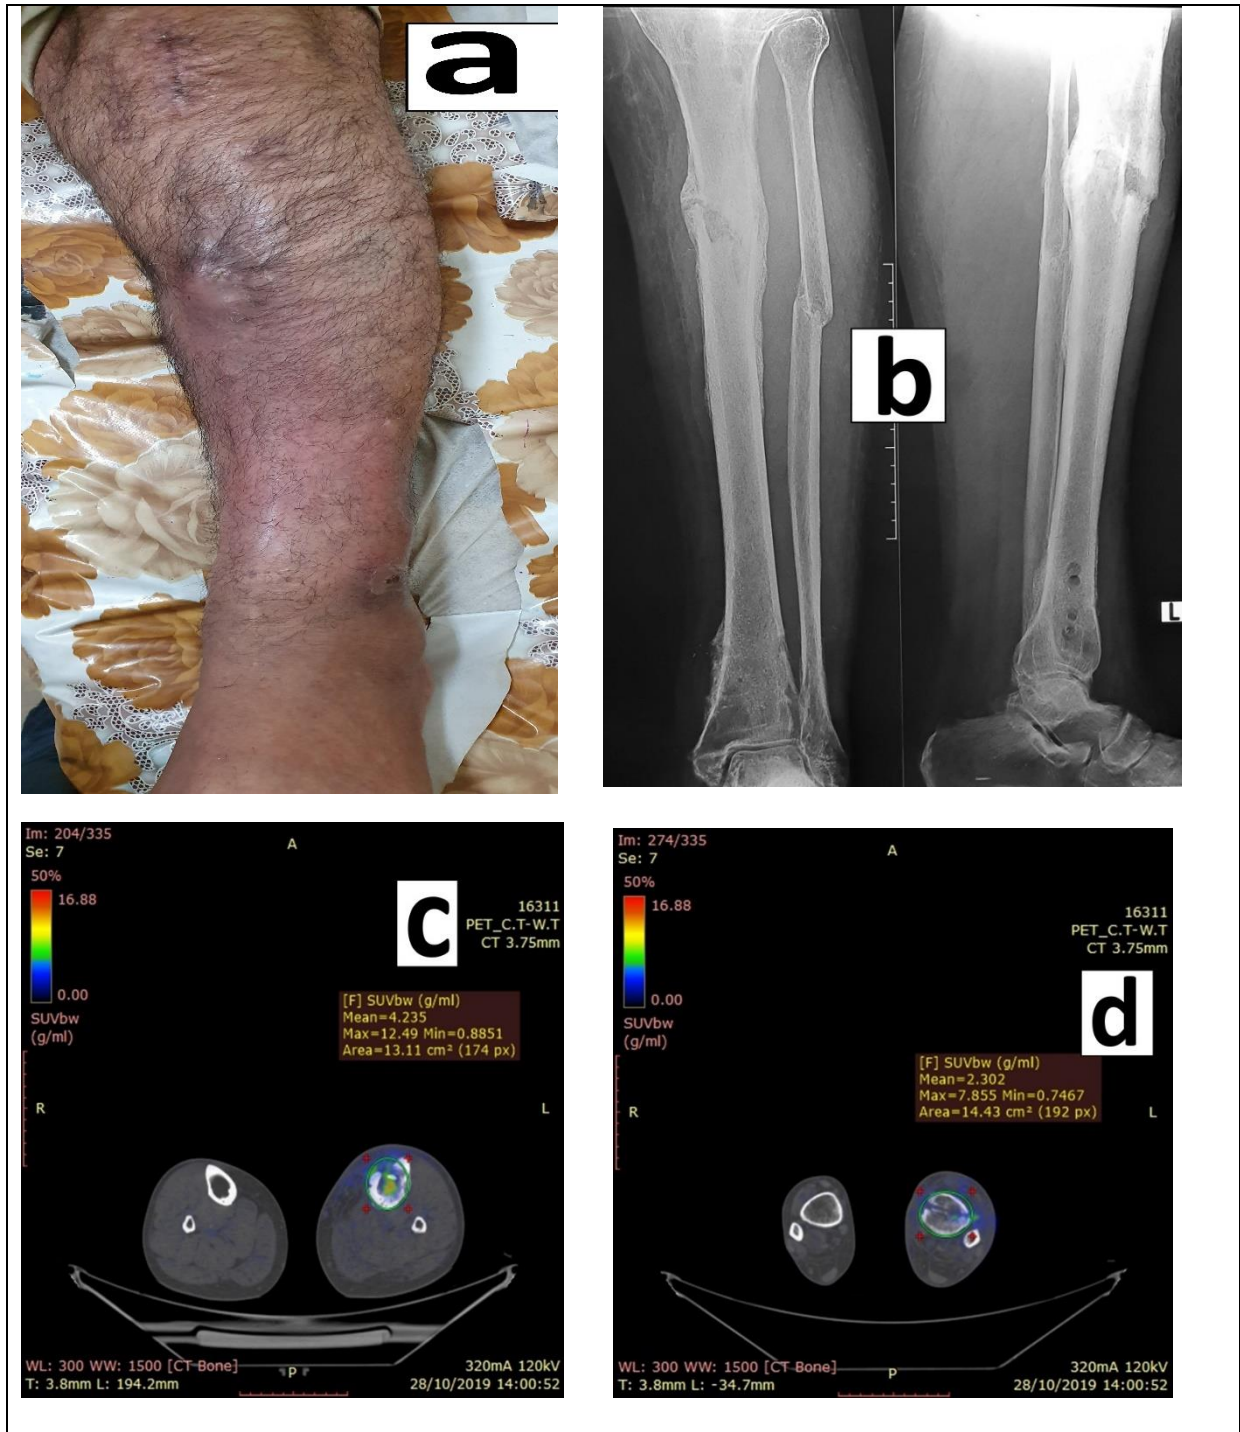 a
b
L
Im: 204/335
Se: 7
A
50%
16.88
16311
PET_C.T-W.T
CT 3.75mm
c
0.00
SUVbw
(g/ml)
[F] SUVbw (g/ml)
Mean=4.235
Max=12.49 Min=0.8851
Area=13.11 cm² (174 px)
R
L
WL: 300 WW: 1500 [CT Bone]
P
320mA 120kV
T: 3.8mm L: 194.2mm
28/10/2019 14:00:52
Im: 274/335
Se: 7
A
50%
16.88
16311
PET_C.T-W.T
CT 3.75mm
d
0.00
SUVbw
(g/ml)
[F] SUVbw (g/ml)
Mean=2.302
Max=7.855 Min=0.7467
Area=14.43 cm² (192 px)
R
L
WL: 300 WW: 1500 [CT Bone]
P
320mA 120kV
T: 3.8mm L: -34.7mm
28/10/2019 14:00:52